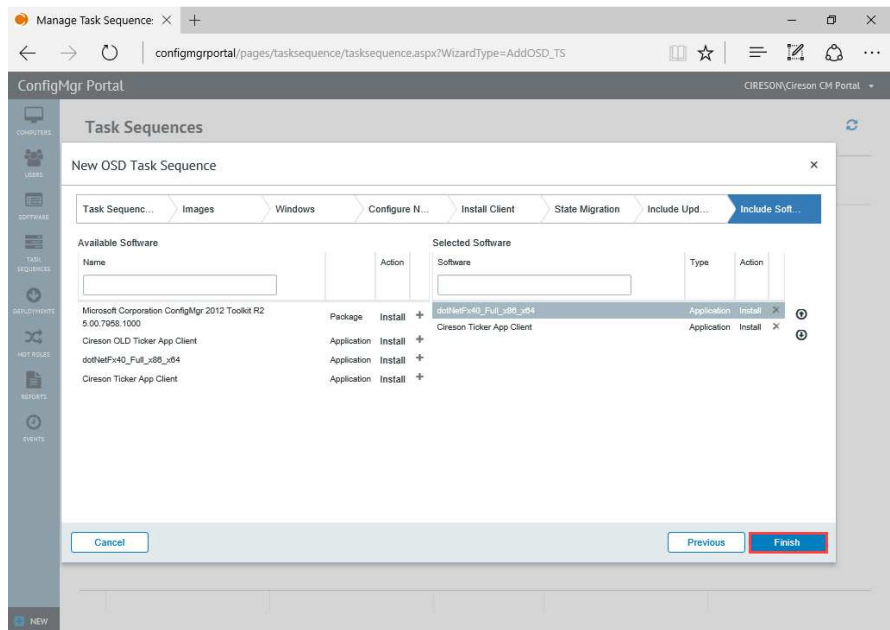 Manage Task Sequence:
configmgrportal/pages/tasksequence/tasksequence.aspx?WizardType=AddOSD_TS
ConfigMgr Portal
CIRESON\Cireson CM Portal
COMPUTERS
USERS
SOFTWARE
TASK
SEQUENCES
DEPLOYMENTS
HOT ROLES
REPORTS
EVENTS
NEW
Task Sequences
New OSD Task Sequence
Task Sequenc...
Images
Windows
Configure N...
Install Client
State Migration
Include Upd...
Include Soft...
Available Software
Name
Action
Microsoft Corporation ConfigMgr 2012 Toolkit R2
5.00.7958.1000
Package
Install
Cireson OLD Ticker App Client
Application
Install
dotNetFx40_Full_x86_x64
Application
Install
Cireson Ticker App Client
Application
Install
Selected Software
Software
Type
Action
dotNetFx40_Full_x86_x64
Application
Install
Cireson Ticker App Client
Application
Install
Cancel
Previous
Finish